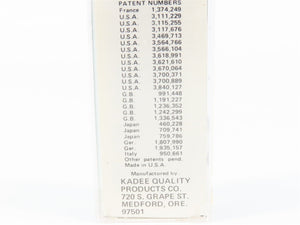 PATENT NUMBERS
France 1,374,249
U.S.A. 3,111,229
U.S.A. 3,115,255
U.S.A. 3,117,676
U.S.A. 3,469,713
U.S.A. 3,564,766
U.S.A. 3,566,104
U.S.A. 3,618,991
U.S.A. 3,621,610
U.S.A. 3,670,064
U.S.A. 3,700,371
U.S.A. 3,700,889
U.S.A. 3,840,127
G.B. 991,448
G.B. 1,191,227
G.B. 1,236,352
G.B. 1,242,299
G.B. 1,336,543
Japan 460,228
Japan 709,741
Japan 759,786
Ger. 1,807,990
Ger. 1,935,157
Italy 950,661
Other patents pend.
Made in U.S.A.
Manufactured by
KADEE QUALITY
PRODUCTS CO.
720 S. GRAPE ST.
MEDFORD, ORE.
97501